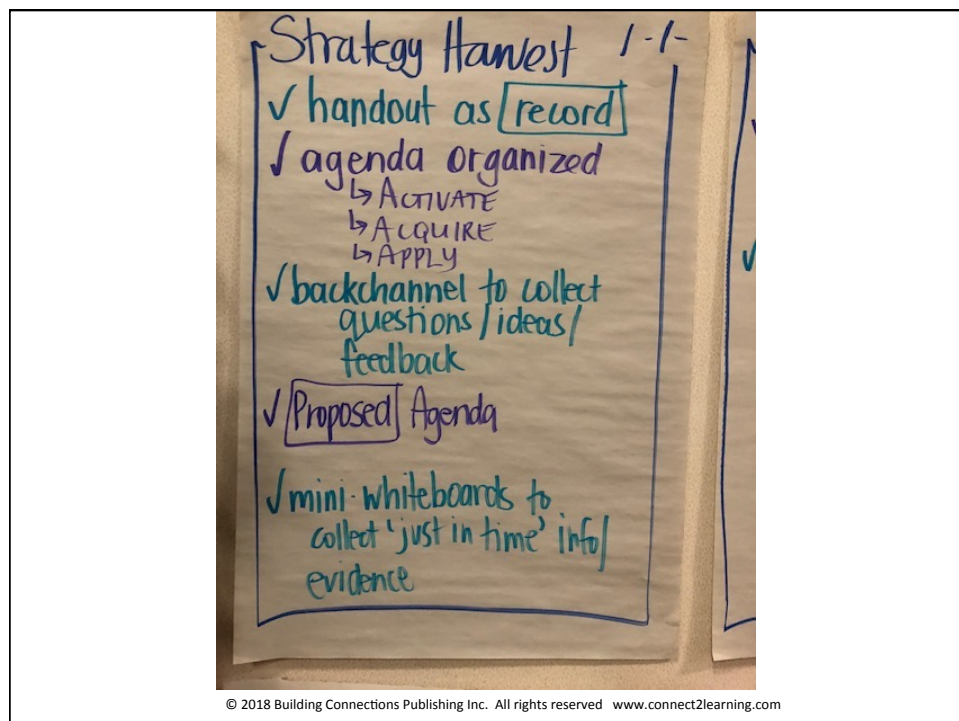 Strategy Harvest 1-1-
✓ handout as record
✓ agenda organized
↳ ACTIVATE
↳ ACQUIRE
↳ APPLY
✓ backchannel to collect
questions/ideas/
feedback
✓ Proposed Agenda
✓ mini-whiteboards to
collect 'just in time' info/
evidence
© 2018 Building Connections Publishing Inc. All rights reserved www.connect2learning.com